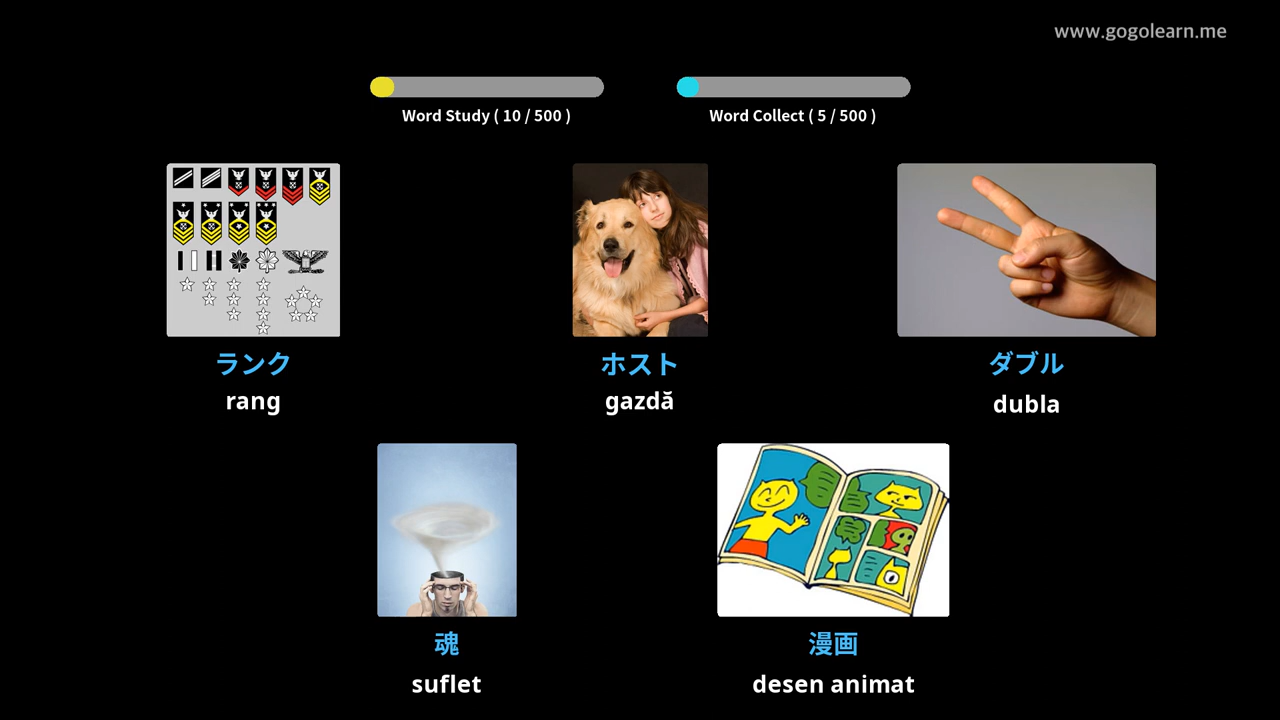 www.gogolearn.me
Word Study ( 10 / 500 )
Word Collect ( 5 / 500 )
ランク
rang
ホスト
gazdă
ダブル
dubla
魂
suflet
漫画
desen animat